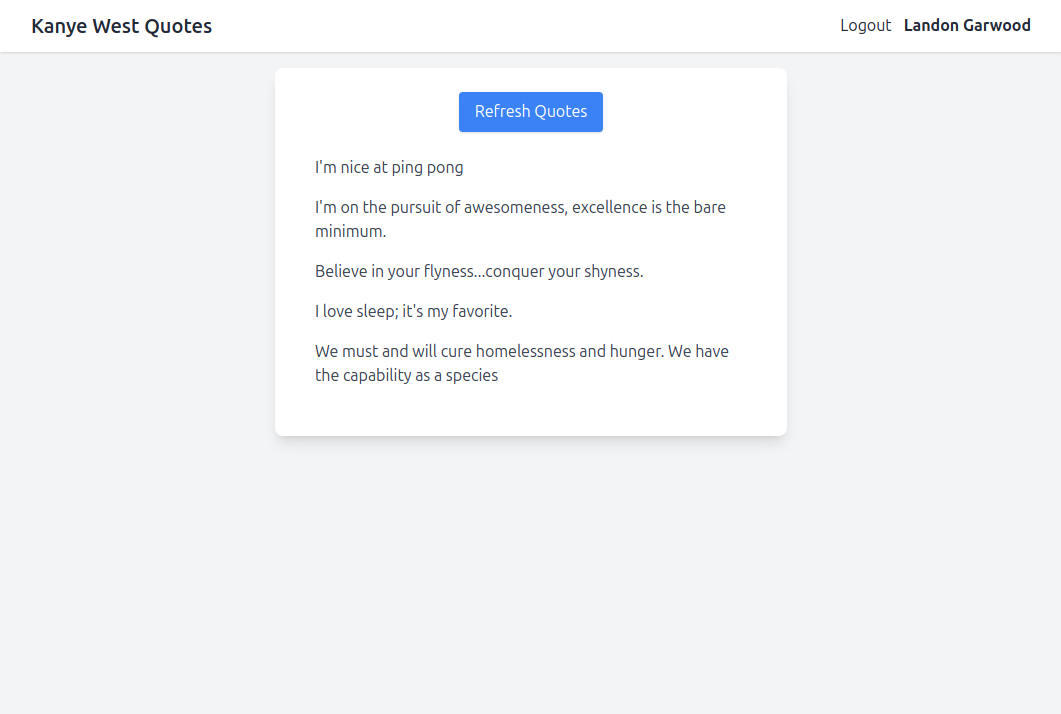 Kanye West Quotes
Logout Landon Garwood
Refresh Quotes
I'm nice at ping pong
I'm on the pursuit of awesomeness, excellence is the bare
minimum.
Believe in your flyness...conquer your shyness.
I love sleep; it's my favorite.
We must and will cure homelessness and hunger. We have
the capability as a species